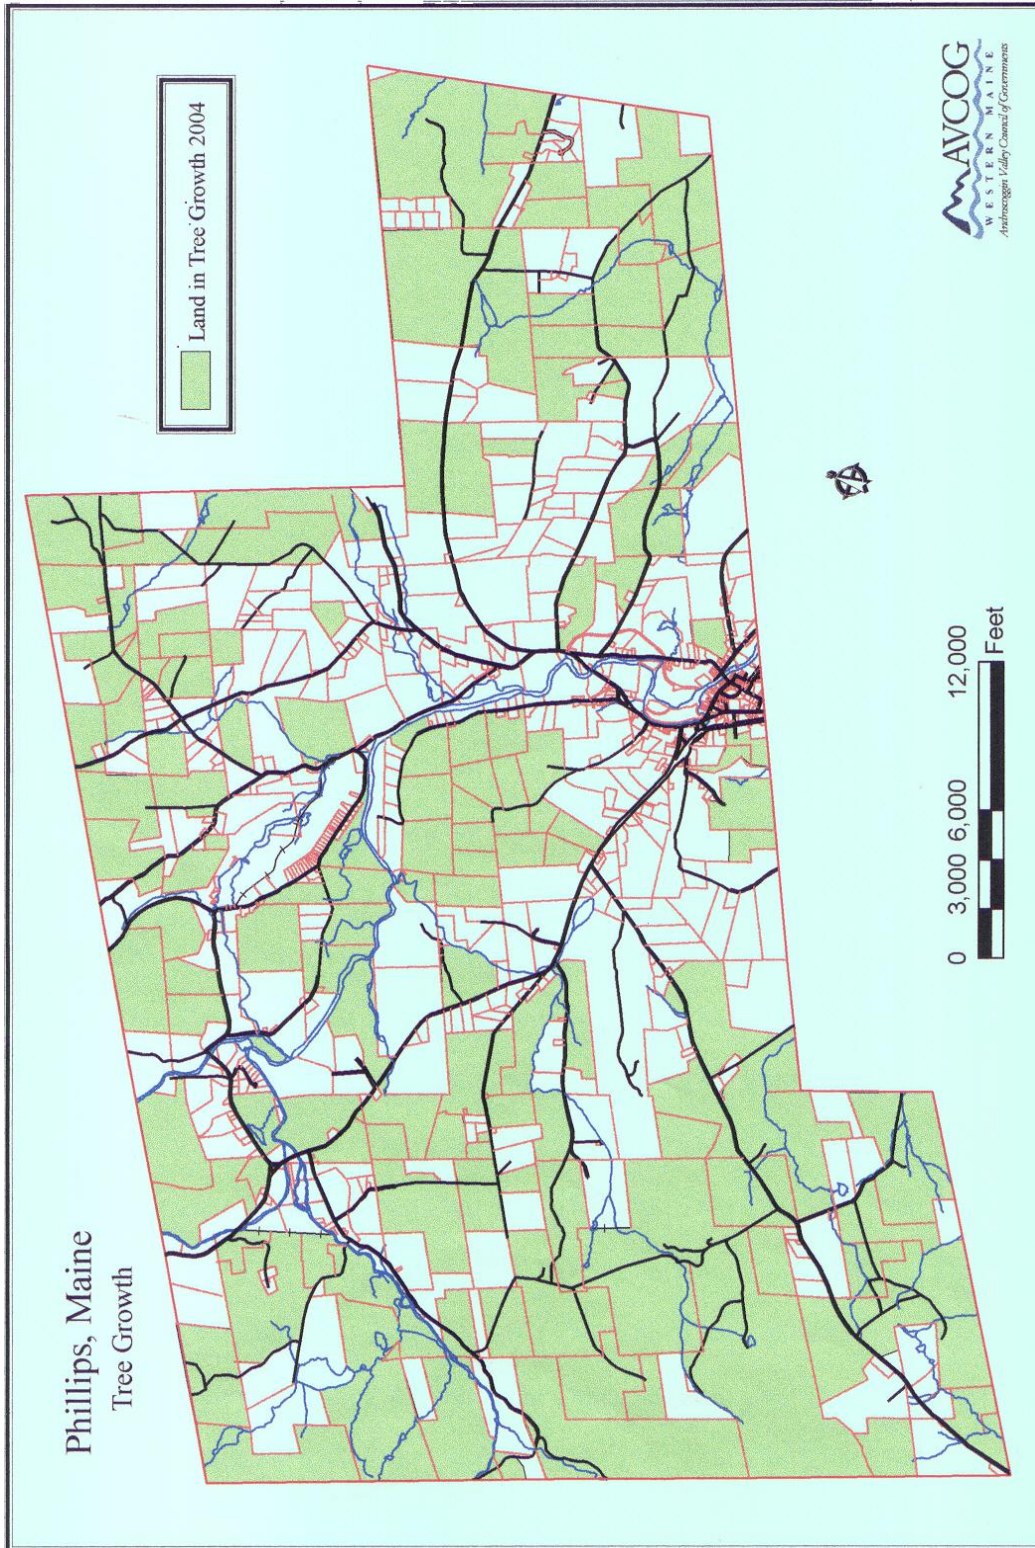 Phillips, Maine
Tree Growth
Land in Tree Growth 2004
0 3,000 6,000 12,000
Feet
AVCOG
WESTERN MAINE
Androscoggin Valley Council of Governments